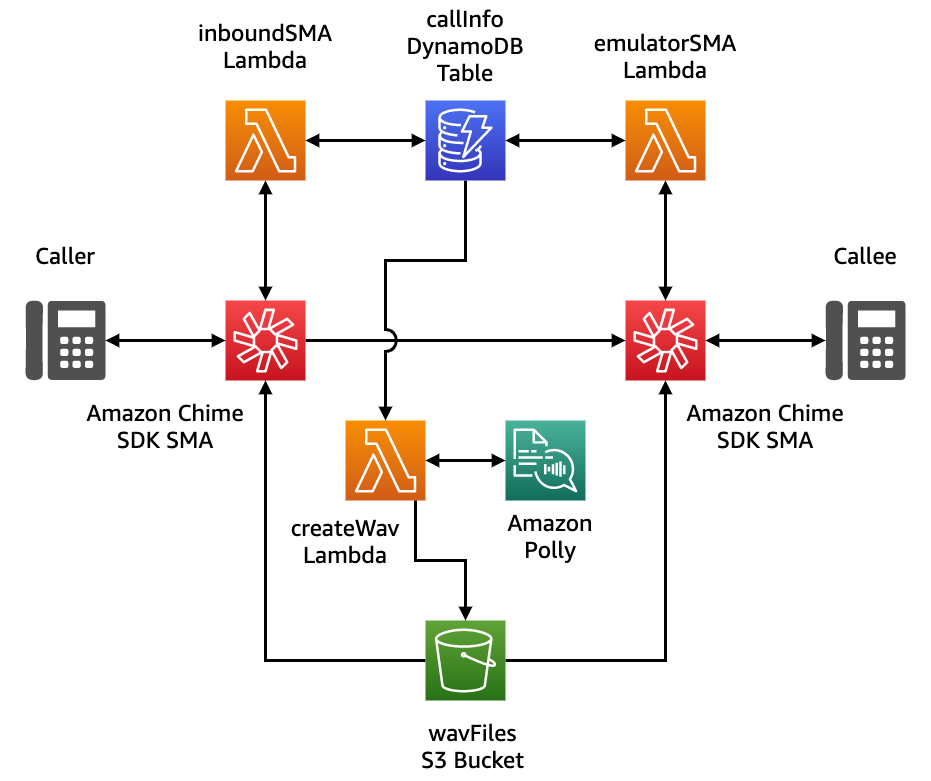 inboundSMA
Lambda
callInfo
DynamoDB
Table
emulatorSMA
Lambda
Caller
Callee
Amazon Chime
SDK SMA
Amazon Chime
SDK SMA
createWav
Lambda
Amazon
Polly
wavFiles
S3 Bucket